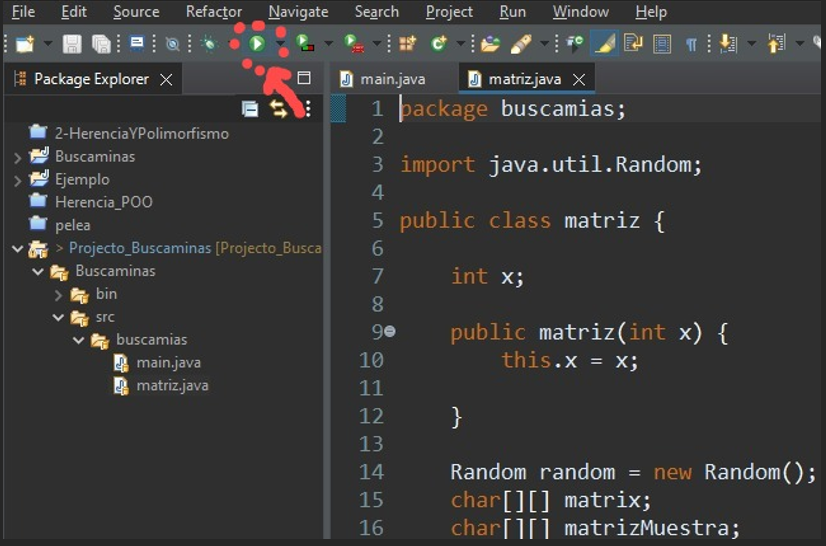 File Edit Source Refactor Navigate Search Project Run Window Help
Package Explorer
2-HerenciaYPolimorfismo
Buscaminas
Ejemplo
Herencia_POO
pelea
> Projecto_Buscaminas [Projecto_Busca
Buscaminas
bin
src
buscamias
main.java
matriz.java
main.java matriz.java
1 package buscamias;
2
3 import java.util.Random;
4
5 public class matriz {
6
7 int x;
8
9 public matriz(int x) {
10 this.x = x;
11
12 }
13
14 Random random = new Random();
15 char[][] matrix;
16 char[][] matrizMuestra;